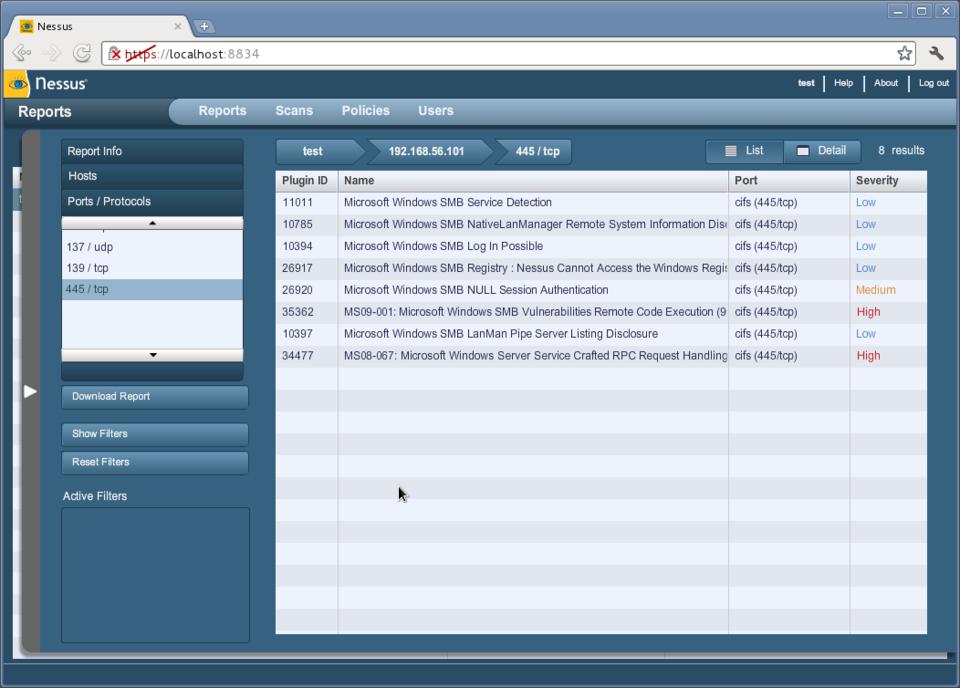 Nessus
https://localhost:8834
Nessus
test | Help | About | Log out
Reports
Reports Scans Policies Users
Report Info
Hosts
Ports / Protocols
137 / udp
139 / tcp
445 / tcp
Download Report
Show Filters
Reset Filters
Active Filters
test 192.168.56.101 445 / tcp List Detail 8 results
Plugin ID Name Port Severity
11011 Microsoft Windows SMB Service Detection cifs (445/tcp) Low
10785 Microsoft Windows SMB NativeLanManager Remote System Information Disc cifs (445/tcp) Low
10394 Microsoft Windows SMB Log In Possible cifs (445/tcp) Low
26917 Microsoft Windows SMB Registry : Nessus Cannot Access the Windows Regis cifs (445/tcp) Low
26920 Microsoft Windows SMB NULL Session Authentication cifs (445/tcp) Medium
35362 MS09-001: Microsoft Windows SMB Vulnerabilities Remote Code Execution (9 cifs (445/tcp) High
10397 Microsoft Windows SMB LanMan Pipe Server Listing Disclosure cifs (445/tcp) Low
34477 MS08-067: Microsoft Windows Server Service Crafted RPC Request Handling cifs (445/tcp) High